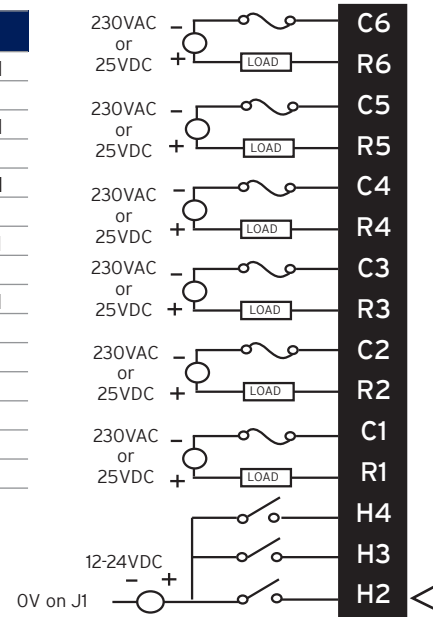 230VAC - C6
or
25VDC + LOAD R6
230VAC - C5
or
25VDC + LOAD R5
230VAC - C4
or
25VDC + LOAD R4
230VAC - C3
or
25VDC + LOAD R3
230VAC - C2
or
25VDC + LOAD R2
230VAC - C1
or
25VDC + LOAD R1
H4
12-24VDC H3
- +
0V on J1 H2